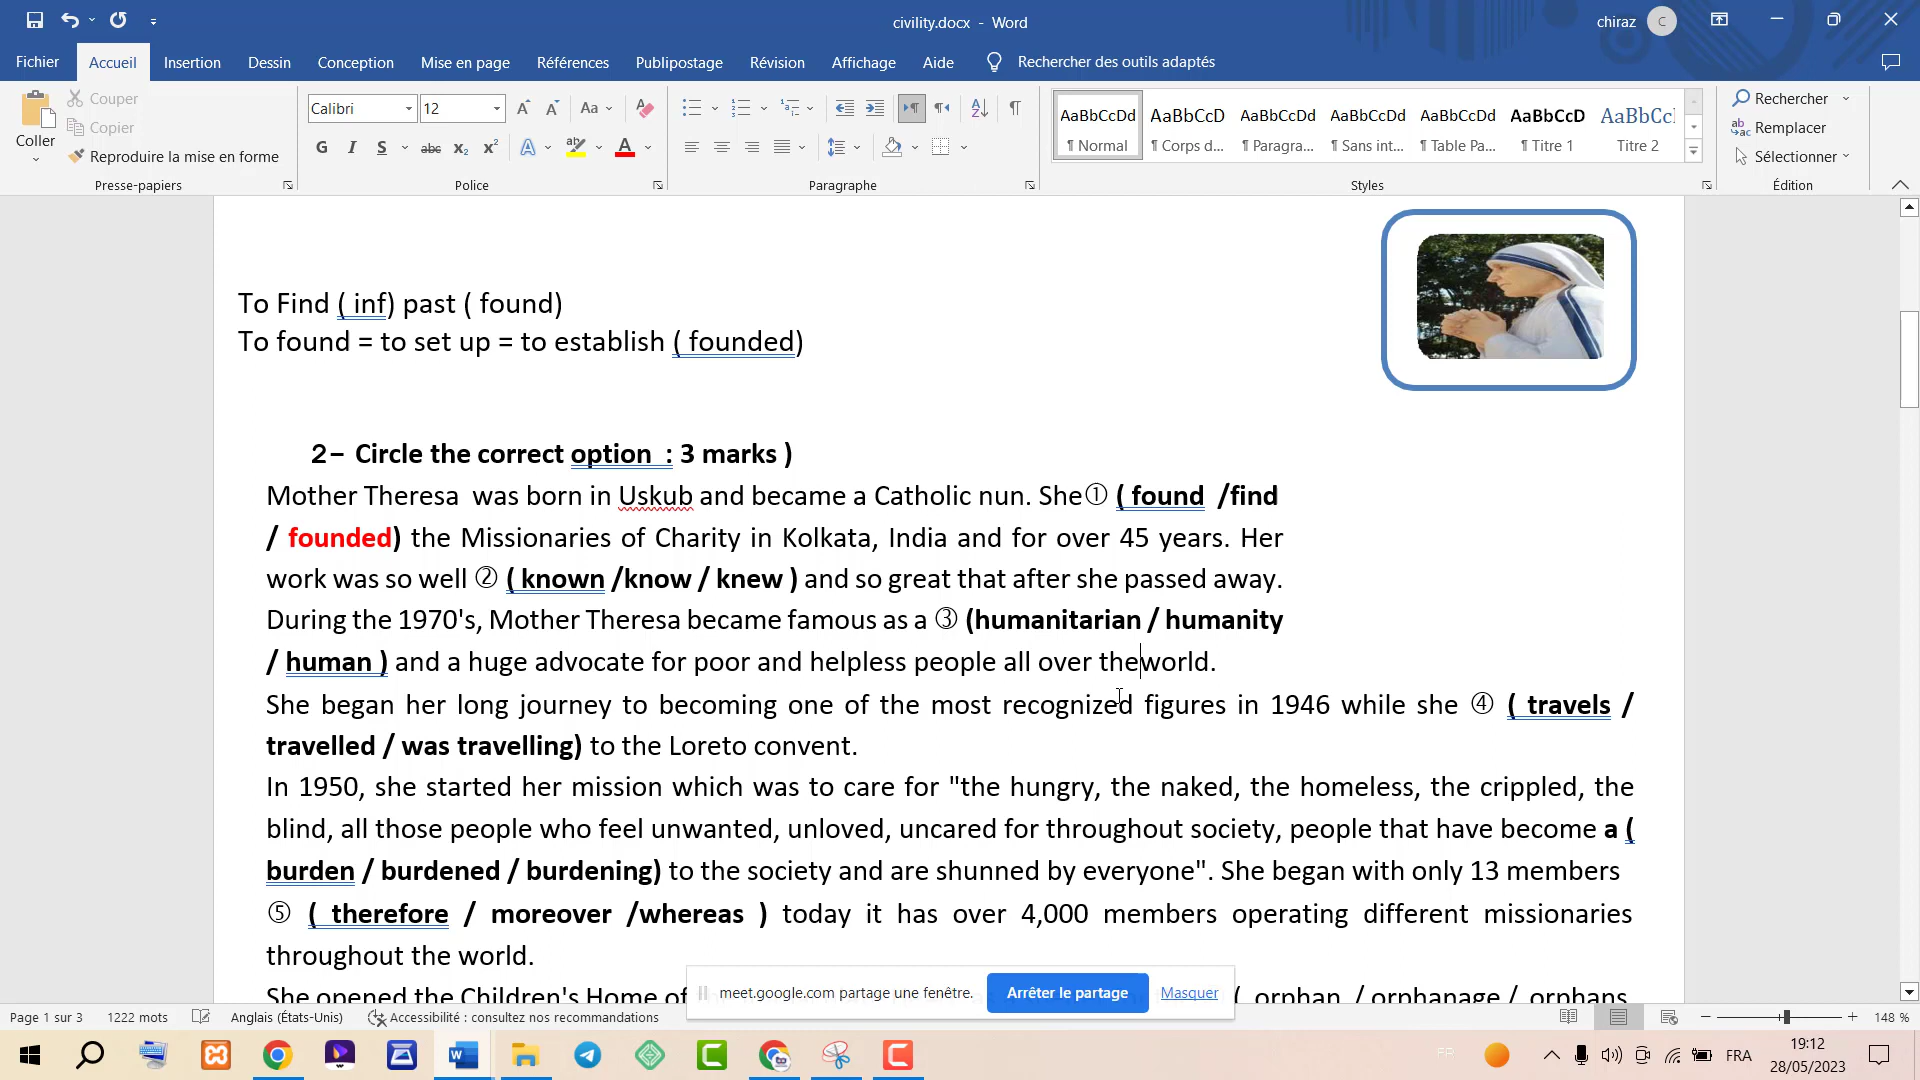 civility.docx - Word
chiraz
C
Fichier
Accueil
Insertion
Dessin
Conception
Mise en page
Références
Publipostage
Révision
Affichage
Aide
Rechercher des outils adaptés
Coller
Couper
Copier
Reproduire la mise en forme
Presse-papiers
Calibri
12
Aa
G I S abc x₂ x² A A
Police
Paragraphe
AaBbCcDd AaBbCcD AaBbCcDd AaBbCcDd AaBbCcDd AaBbCcD AaBbCc
¶ Normal ¶ Corps d... ¶ Paragra... ¶ Sans int... ¶ Table Pa... ¶ Titre 1 Titre 2
Styles
Rechercher
Remplacer
Sélectionner
Édition
To Find ( inf) past ( found)
To found = to set up = to establish ( founded)
2– Circle the correct option : 3 marks )
Mother Theresa was born in Uskub and became a Catholic nun. She① ( found /find
/ founded) the Missionaries of Charity in Kolkata, India and for over 45 years. Her
work was so well ② ( known /know / knew ) and so great that after she passed away.
During the 1970's, Mother Theresa became famous as a ③ (humanitarian / humanity
/ human ) and a huge advocate for poor and helpless people all over theworld.
She began her long journey to becoming one of the most recognized figures in 1946 while she ④ ( travels /
travelled / was travelling) to the Loreto convent.
In 1950, she started her mission which was to care for "the hungry, the naked, the homeless, the crippled, the
blind, all those people who feel unwanted, unloved, uncared for throughout society, people that have become a (
burden / burdened / burdening) to the society and are shunned by everyone". She began with only 13 members
⑤ ( therefore / moreover /whereas ) today it has over 4,000 members operating different missionaries
throughout the world.
She opened the Children's Home of ( orphan / orphanage / orphans
meet.google.com partage une fenêtre.
Arrêter le partage
Masquer
Page 1 sur 3
1222 mots
Anglais (États-Unis)
Accessibilité : consultez nos recommandations
148 %
FRA
19:12
28/05/2023